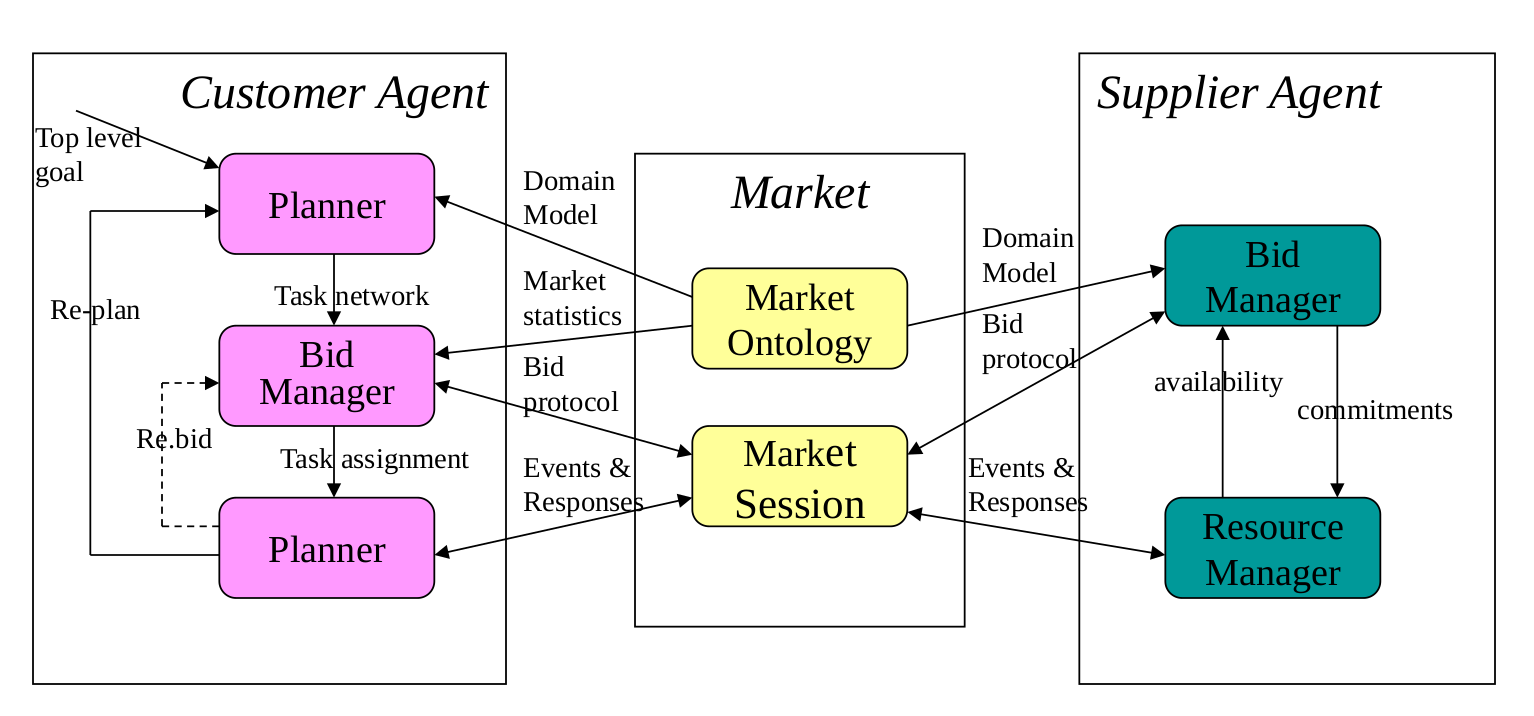 Customer Agent
Top level
goal
Planner
Re-plan
Task network
Bid
Manager
Re.bid
Task assignment
Planner
Domain
Model
Market
statistics
Bid
protocol
Events &
Responses
Market
Market
Ontology
Market
Session
Domain
Model
Bid
protocol
Events &
Responses
Supplier Agent
Bid
Manager
availability
commitments
Resource
Manager